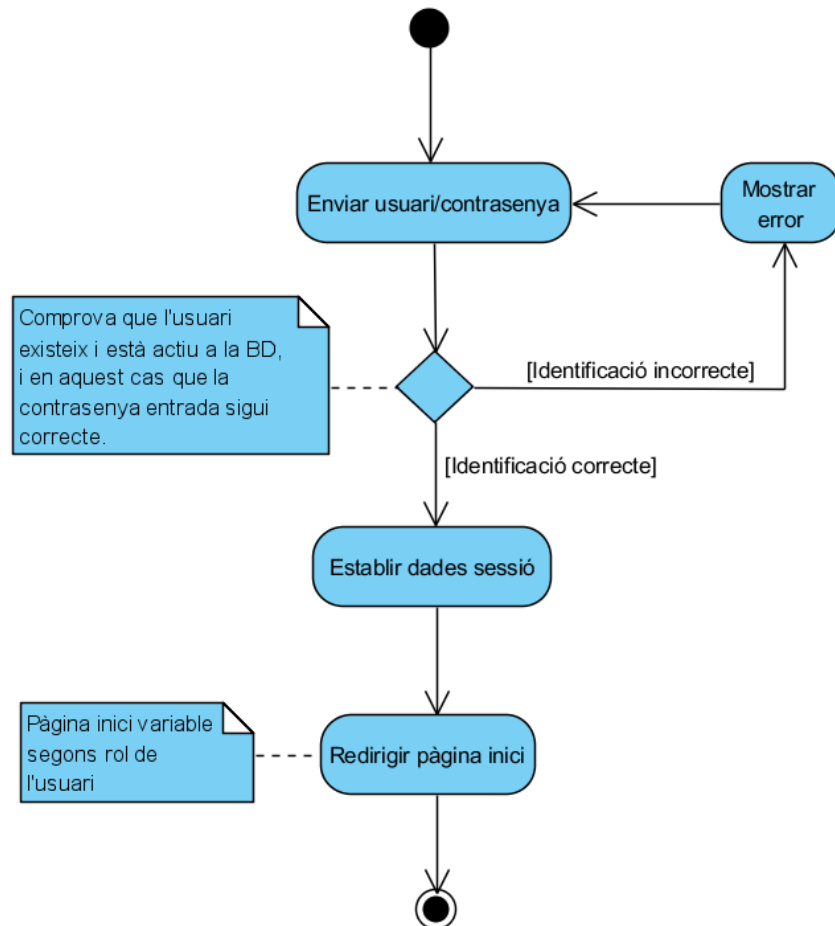 Enviar usuari/contrasenya
Mostrar
error
Comprova que l'usuari
existeix i està actiu a la BD,
i en aquest cas que la
contrasenya entrada sigui
correcte.
[Identificació incorrecte]
[Identificació correcte]
Establir dades sessió
Pàgina inici variable
segons rol de
l'usuari
Redirigir pàgina inici